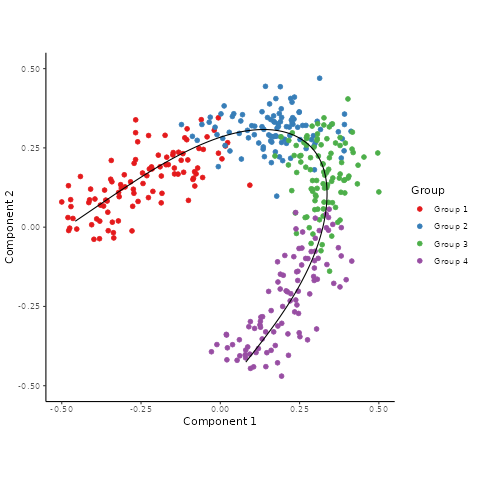 0.50
0.25
0.00
-0.25
-0.50
Component 2
-0.50
-0.25
0.00
0.25
0.50
Component 1
Group
Group 1
Group 2
Group 3
Group 4